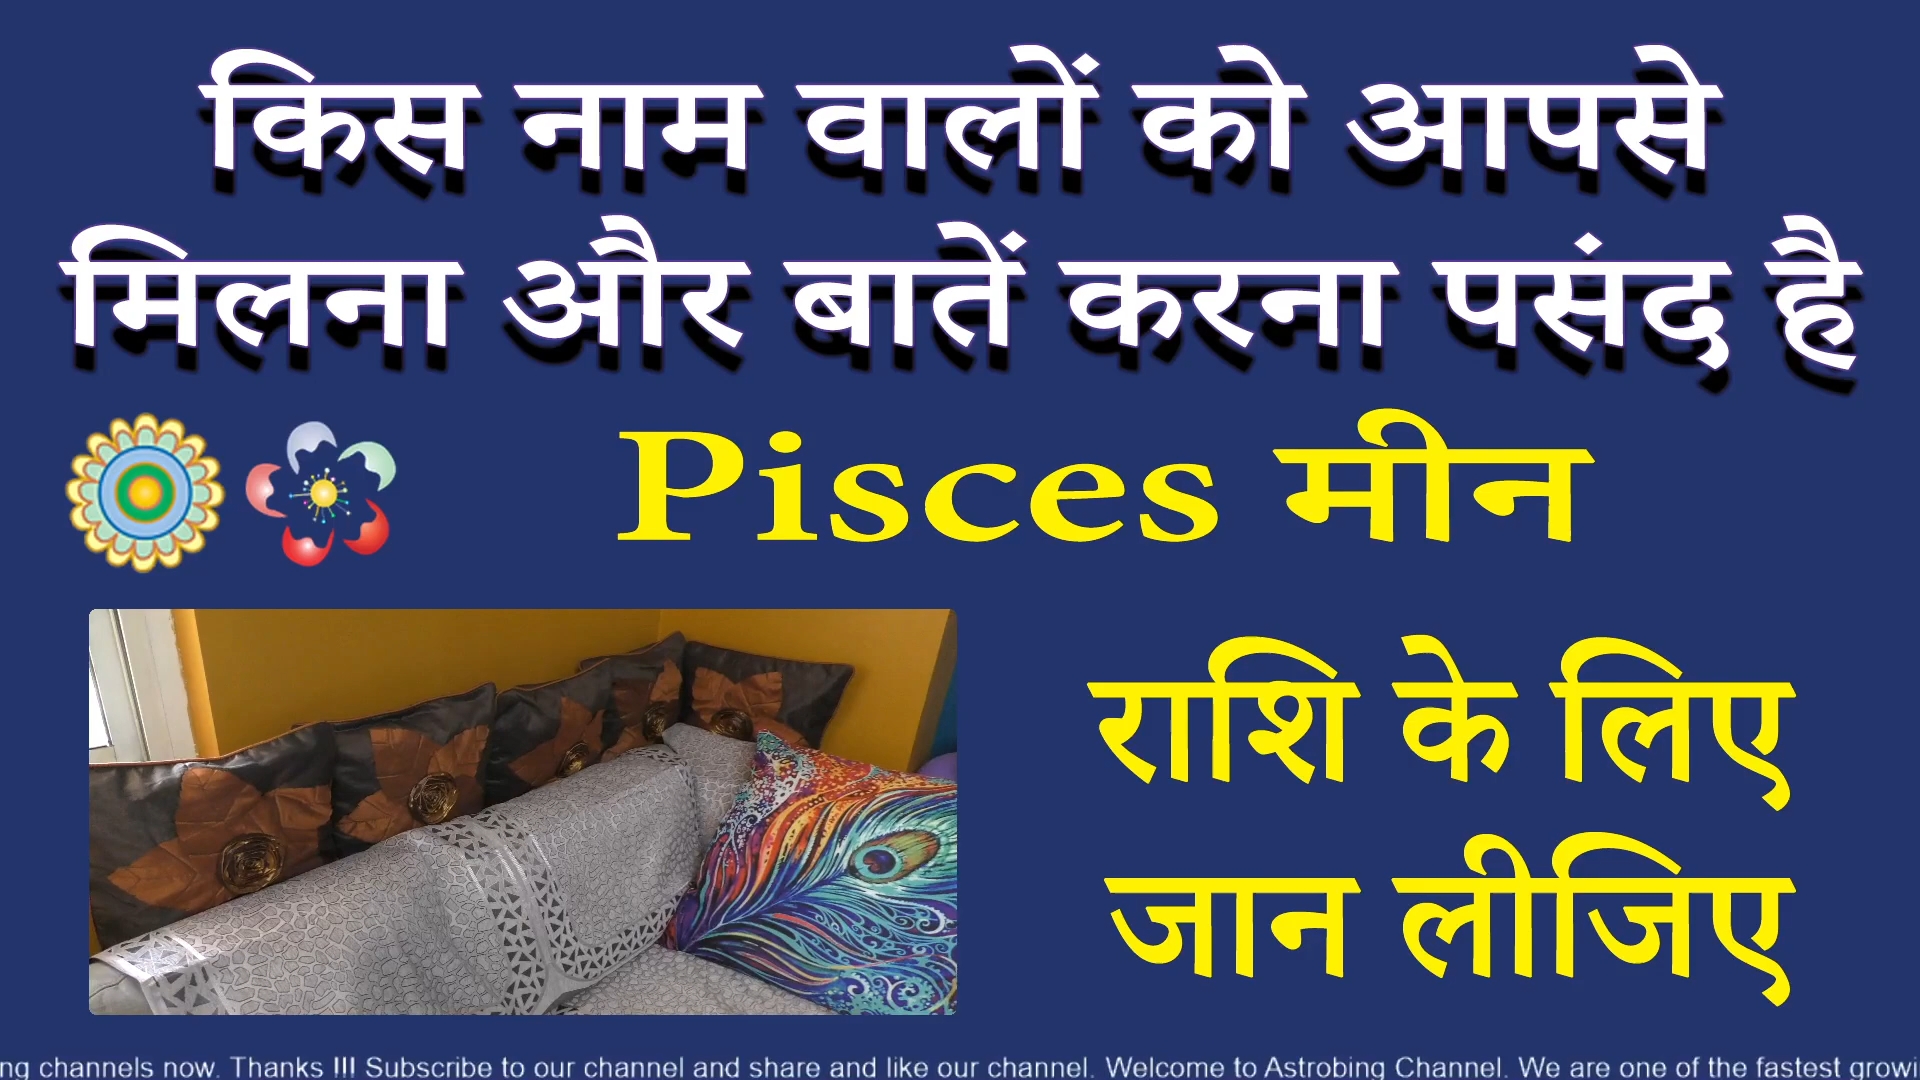 किस नाम वालों को आपसे
मिलना और बातें करना पसंद है
Pisces मीन
राशि के लिए
जान लीजिए
ng channels now. Thanks !!! Subscribe to our channel and share and like our channel. Welcome to Astrobing Channel. We are one of the fastest growi